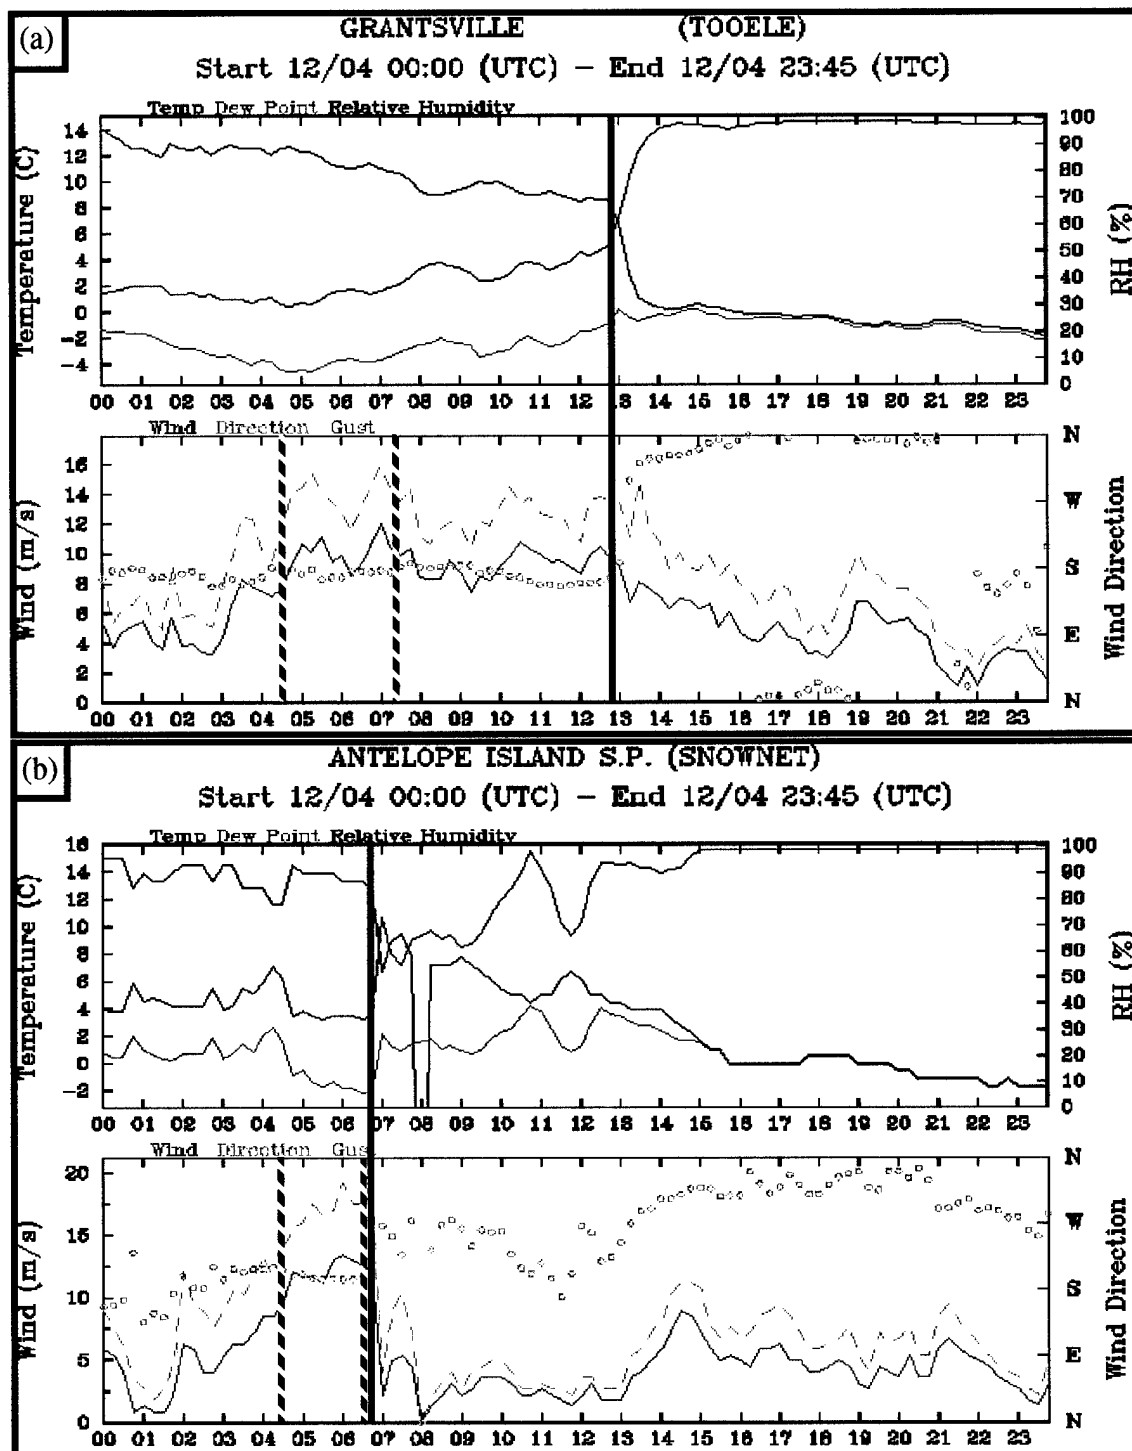 (a)
GRANTSVILLE (TOOELE)
Start 12/04 00:00 (UTC) – End 12/04 23:45 (UTC)
Temp Dew Point Relative Humidity
Temperature (C)
14
12
10
8
6
4
2
0
−2
−4
100
90
80
70
60
50
40
30
20
10
0
RH (%)
00 01 02 03 04 05 06 07 08 09 10 11 12 13 14 15 16 17 18 19 20 21 22 23
Wind Direction Gust
Wind (m/s)
16
14
12
10
8
6
4
2
0
N
W
S
E
N
Wind Direction
00 01 02 03 04 05 06 07 08 09 10 11 12 13 14 15 16 17 18 19 20 21 22 23
(b)
ANTELOPE ISLAND S.P. (SNOWNET)
Start 12/04 00:00 (UTC) – End 12/04 23:45 (UTC)
Temp Dew Point Relative Humidity
Temperature (C)
16
14
12
10
8
6
4
2
0
−2
100
90
80
70
60
50
40
30
20
10
0
RH (%)
00 01 02 03 04 05 06 07 08 09 10 11 12 13 14 15 16 17 18 19 20 21 22 23
Wind Direction Gus
Wind (m/s)
20
15
10
5
0
N
W
S
E
N
Wind Direction
00 01 02 03 04 05 06 07 08 09 10 11 12 13 14 15 16 17 18 19 20 21 22 23